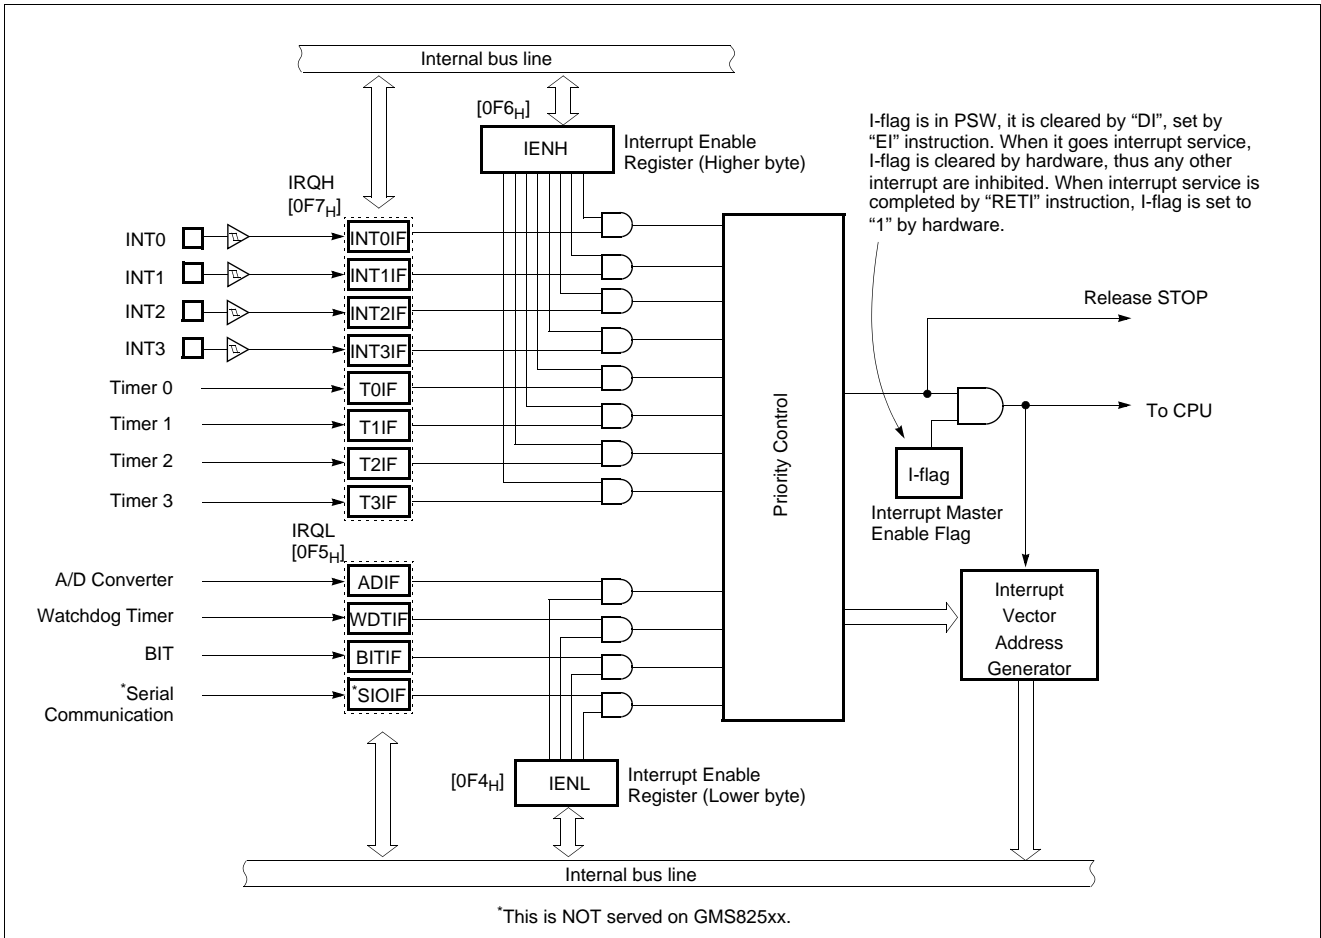 Internal bus line
[0F6H]
IENH
Interrupt Enable
Register (Higher byte)
I-flag is in PSW, it is cleared by “DI”, set by
“EI” instruction. When it goes interrupt service,
I-flag is cleared by hardware, thus any other
interrupt are inhibited. When interrupt service is
completed by “RETI” instruction, I-flag is set to
“1” by hardware.
IRQH
[0F7H]
INT0
INT0IF
INT1
INT1IF
INT2
INT2IF
INT3
INT3IF
Timer 0
T0IF
Timer 1
T1IF
Timer 2
T2IF
Timer 3
T3IF
Priority Control
Release STOP
To CPU
I-flag
Interrupt Master
Enable Flag
IRQL
[0F5H]
A/D Converter
ADIF
Watchdog Timer
WDTIF
BIT
BITIF
*Serial
Communication
*SIOIF
Interrupt
Vector
Address
Generator
[0F4H]
IENL
Interrupt Enable
Register (Lower byte)
Internal bus line
*This is NOT served on GMS825xx.